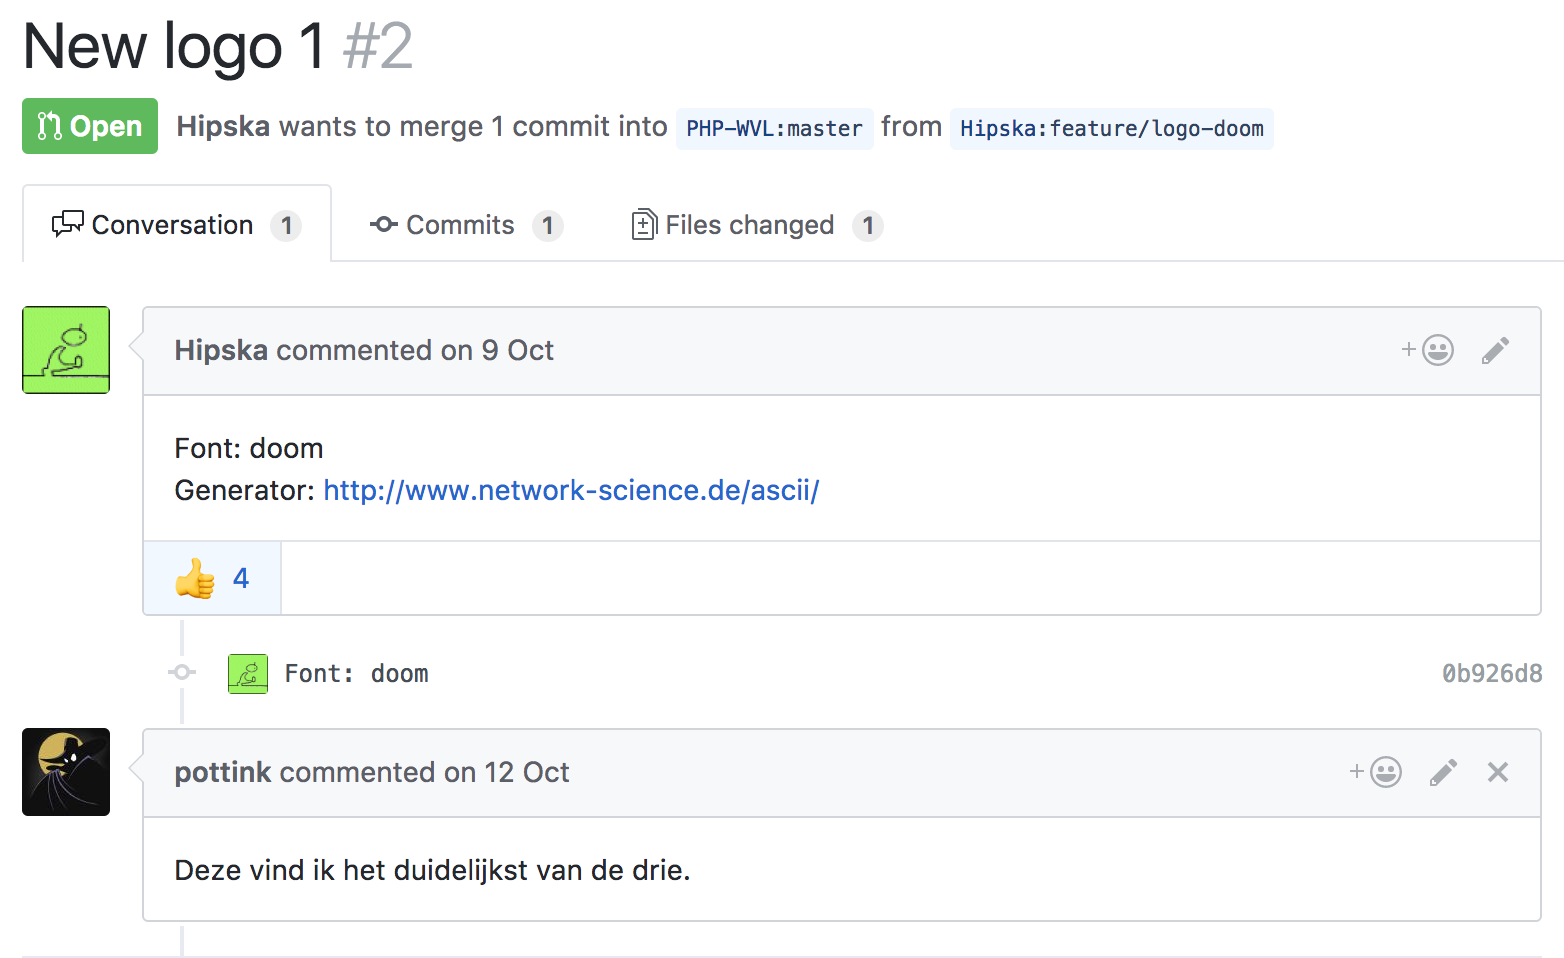 New logo 1 #2
Open Hipska wants to merge 1 commit into PHP-WVL:master from Hipska:feature/logo-doom
Conversation 1 Commits 1 Files changed 1
Hipska commented on 9 Oct
Font: doom
Generator: http://www.network-science.de/ascii/
4
Font: doom 0b926d8
pottink commented on 12 Oct
Deze vind ik het duidelijkst van de drie.